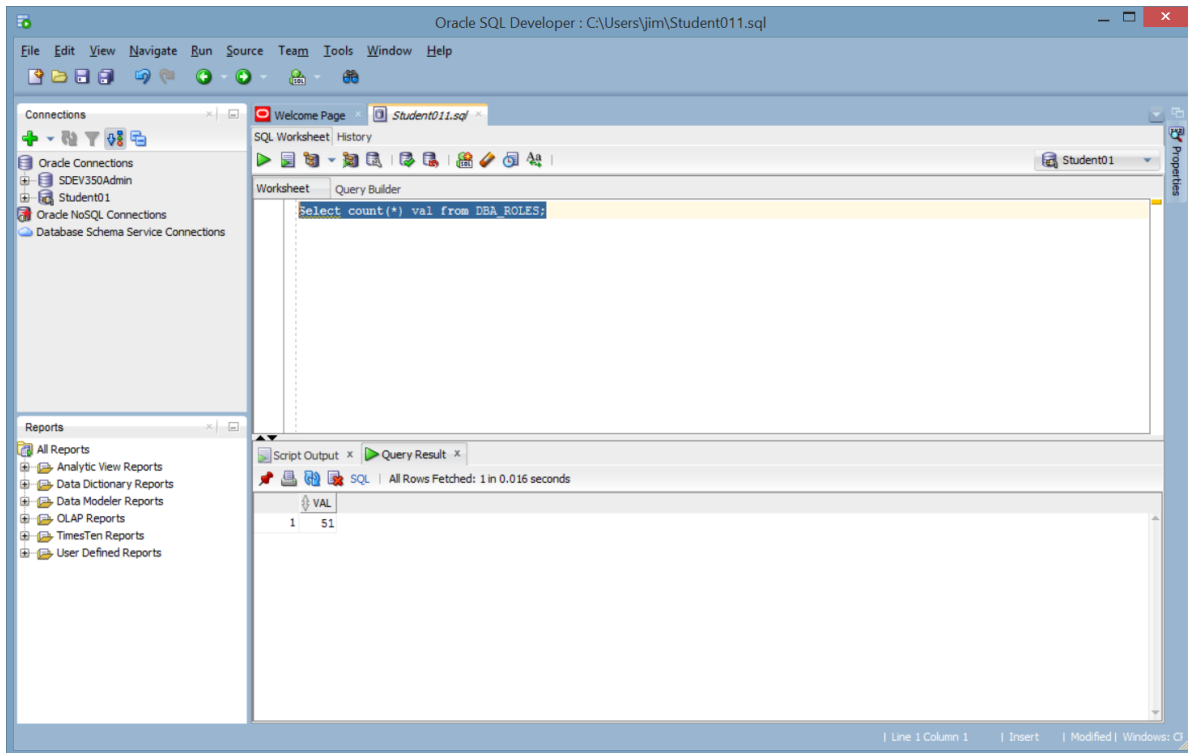 Oracle SQL Developer : C:\Users\jim\Student011.sql
File Edit View Navigate Run Source Team Tools Window Help
Connections
Oracle Connections
SDEV350Admin
Student01
Oracle NoSQL Connections
Database Schema Service Connections
Reports
All Reports
Analytic View Reports
Data Dictionary Reports
Data Modeler Reports
OLAP Reports
TimesTen Reports
User Defined Reports
Welcome Page Student011.sql
SQL Worksheet History
Student01
Worksheet Query Builder
Select count(*) val from DBA_ROLES;
Script Output Query Result
SQL | All Rows Fetched: 1 in 0.016 seconds
VAL
1 51
Properties
| Line 1 Column 1 | Insert | Modified | Windows: